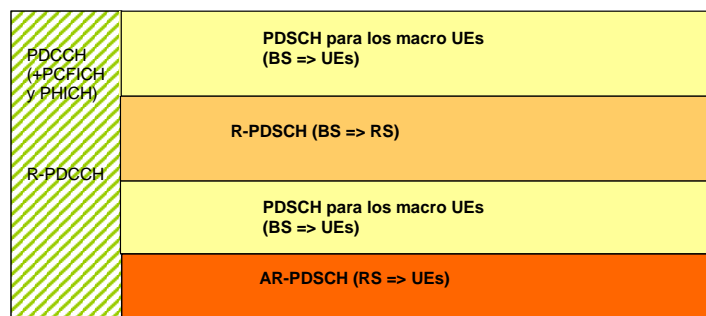 PDCCH
(+PCFICH
y PHICH)
R-PDCCH
PDSCH para los macro UEs
(BS => UEs)
R-PDSCH (BS => RS)
PDSCH para los macro UEs
(BS => UEs)
AR-PDSCH (RS => UEs)